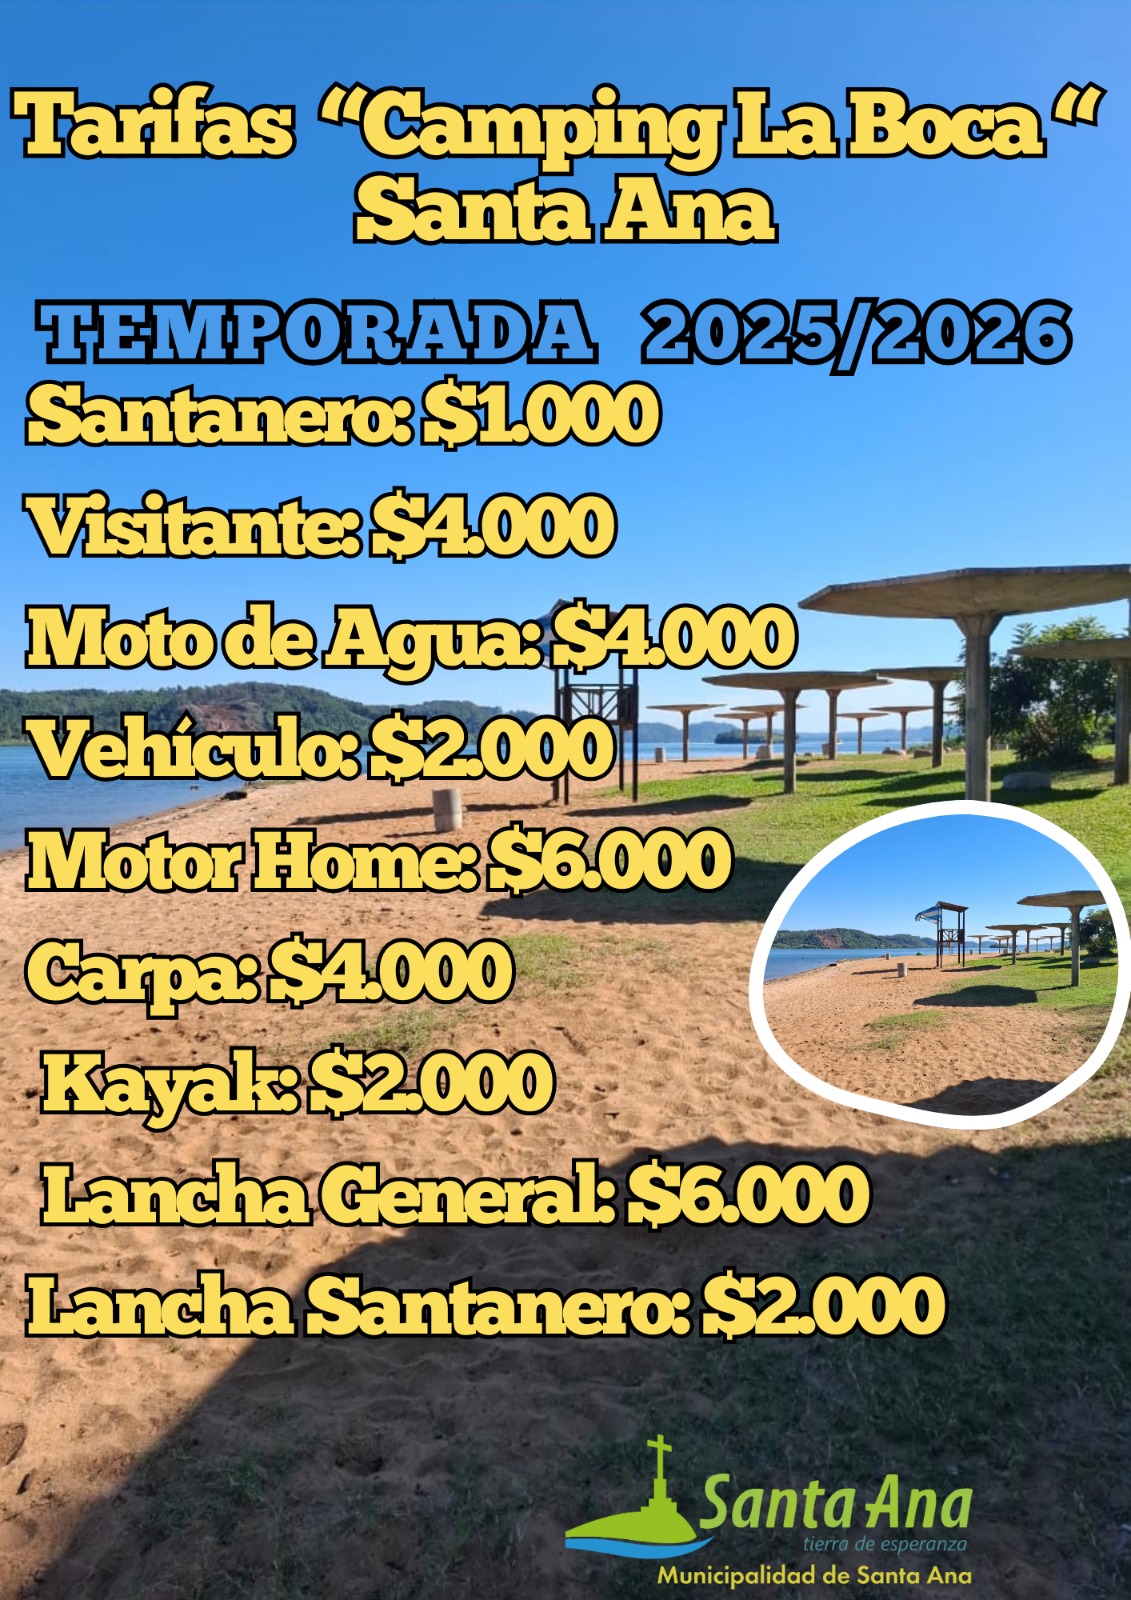 Tarifas “Camping La Boca“
Santa Ana
TEMPORADA 2025/2026
Santanero: $1.000
Visitante: $4.000
Moto de Agua: $4.000
Vehículo: $2.000
Motor Home: $6.000
Carpa: $4.000
Kayak: $2.000
Lancha General: $6.000
Lancha Santanero: $2.000
Santa Ana
tierra de esperanza
Municipalidad de Santa Ana